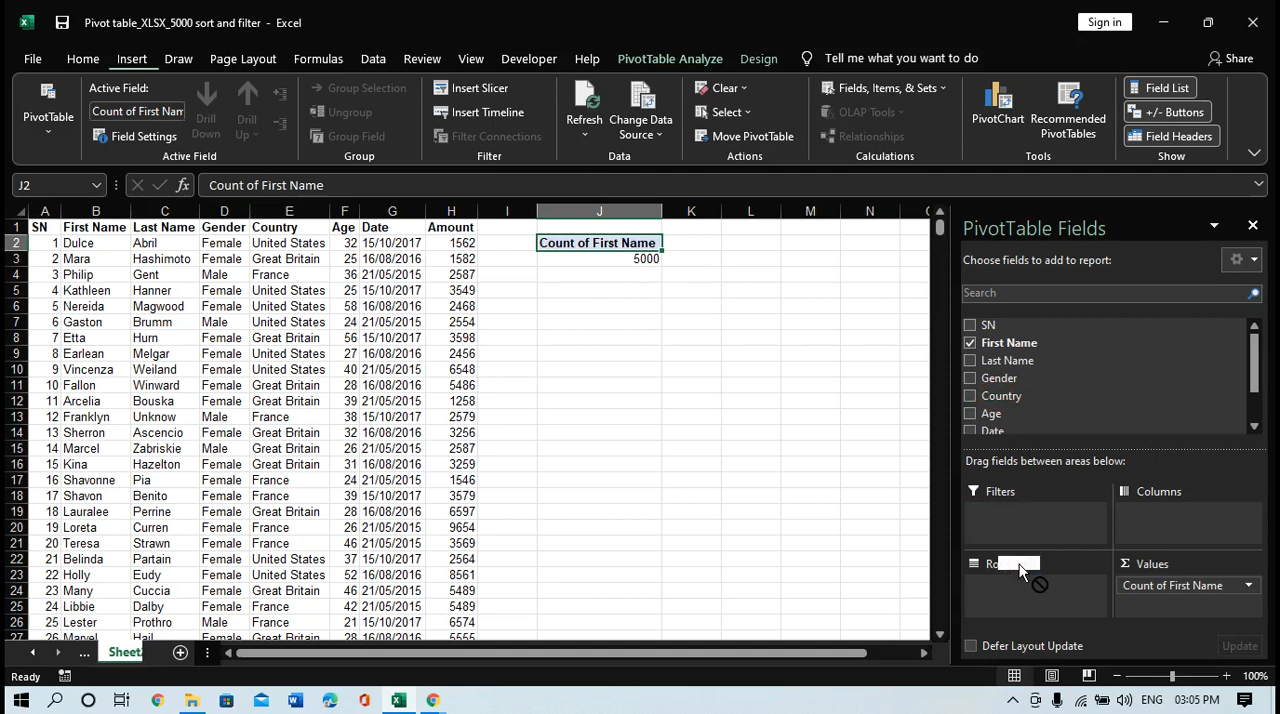 Pivot table_XLSX_5000 sort and filter - Excel
Sign in
File Home Insert Draw Page Layout Formulas Data Review View Developer Help PivotTable Analyze Design Tell me what you want to do Share
PivotTable
Active Field:
Count of First Nam
Field Settings
Drill Down
Drill Up
Active Field
Group Selection
Ungroup
Group Field
Group
Insert Slicer
Insert Timeline
Filter Connections
Filter
Refresh
Change Data Source
Data
Clear
Select
Move PivotTable
Actions
Fields, Items, & Sets
OLAP Tools
Relationships
Calculations
PivotChart
Recommended PivotTables
Tools
Field List
+/- Buttons
Field Headers
Show
J2 fx Count of First Name
A B C D E F G H I J K L M N
1 SN First Name Last Name Gender Country Age Date Amount
2 1 Dulce Abril Female United States 32 15/10/2017 1562 Count of First Name
3 2 Mara Hashimoto Female Great Britain 25 16/08/2016 1582 5000
4 3 Philip Gent Male France 36 21/05/2015 2587
5 4 Kathleen Hanner Female United States 25 15/10/2017 3549
6 5 Nereida Magwood Female United States 58 16/08/2016 2468
7 6 Gaston Brumm Male United States 24 21/05/2015 2554
8 7 Etta Hurn Female Great Britain 56 15/10/2017 3598
9 8 Earlean Melgar Female United States 27 16/08/2016 2456
10 9 Vincenza Weiland Female United States 40 21/05/2015 6548
11 10 Fallon Winward Female Great Britain 28 16/08/2016 5486
12 11 Arcelia Bouska Female Great Britain 39 21/05/2015 1258
13 12 Franklyn Unknow Male France 38 15/10/2017 2579
14 13 Sherron Ascencio Female Great Britain 32 16/08/2016 3256
15 14 Marcel Zabriskie Male Great Britain 26 21/05/2015 2587
16 15 Kina Hazelton Female Great Britain 31 16/08/2016 3259
17 16 Shavonne Pia Female France 24 21/05/2015 1546
18 17 Shavon Benito Female France 39 15/10/2017 3579
19 18 Lauralee Perrine Female Great Britain 28 16/08/2016 6597
20 19 Loreta Curren Female France 26 21/05/2015 9654
21 20 Teresa Strawn Female France 46 21/05/2015 3569
22 21 Belinda Partain Female United States 37 15/10/2017 2564
23 22 Holly Eudy Female United States 52 16/08/2016 8561
24 23 Many Cuccia Female Great Britain 46 21/05/2015 5489
25 24 Libbie Dalby Female France 42 21/05/2015 5489
26 25 Lester Prothro Male France 21 15/10/2017 6574
27 26 Marvel Hail Female Great Britain 28 16/08/2016 5555
PivotTable Fields
Choose fields to add to report:
Search
SN
First Name
Last Name
Gender
Country
Age
Date
Drag fields between areas below:
Filters
Columns
Ro
Values
Count of First Name
Defer Layout Update
Update
... Sheet
Ready
100%
ENG 03:05 PM